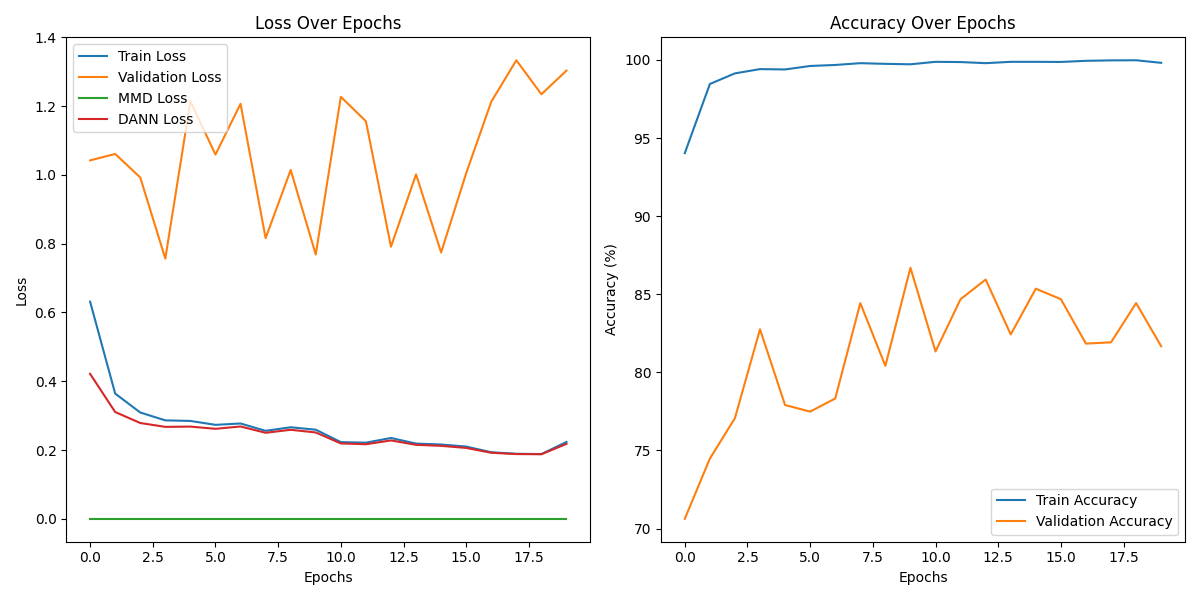 Loss Over Epochs
Train Loss
Validation Loss
MMD Loss
DANN Loss
Loss
1.4
1.2
1.0
0.8
0.6
0.4
0.2
0.0
0.0 2.5 5.0 7.5 10.0 12.5 15.0 17.5
Epochs
Accuracy Over Epochs
Accuracy (%)
100
95
90
85
80
75
70
Train Accuracy
Validation Accuracy
0.0 2.5 5.0 7.5 10.0 12.5 15.0 17.5
Epochs